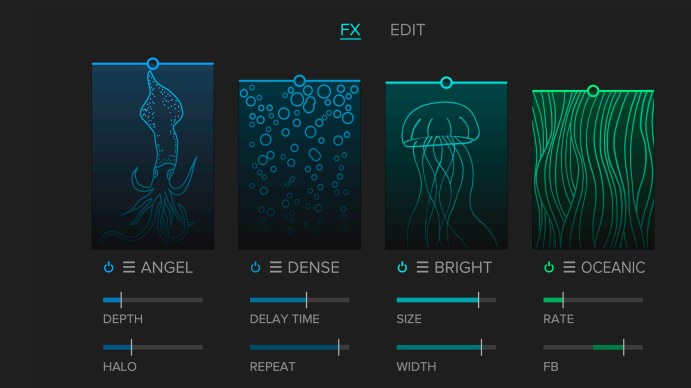 FX EDIT
ANGEL DENSE BRIGHT OCEANIC
DEPTH DELAY TIME SIZE RATE
HALO REPEAT WIDTH FB